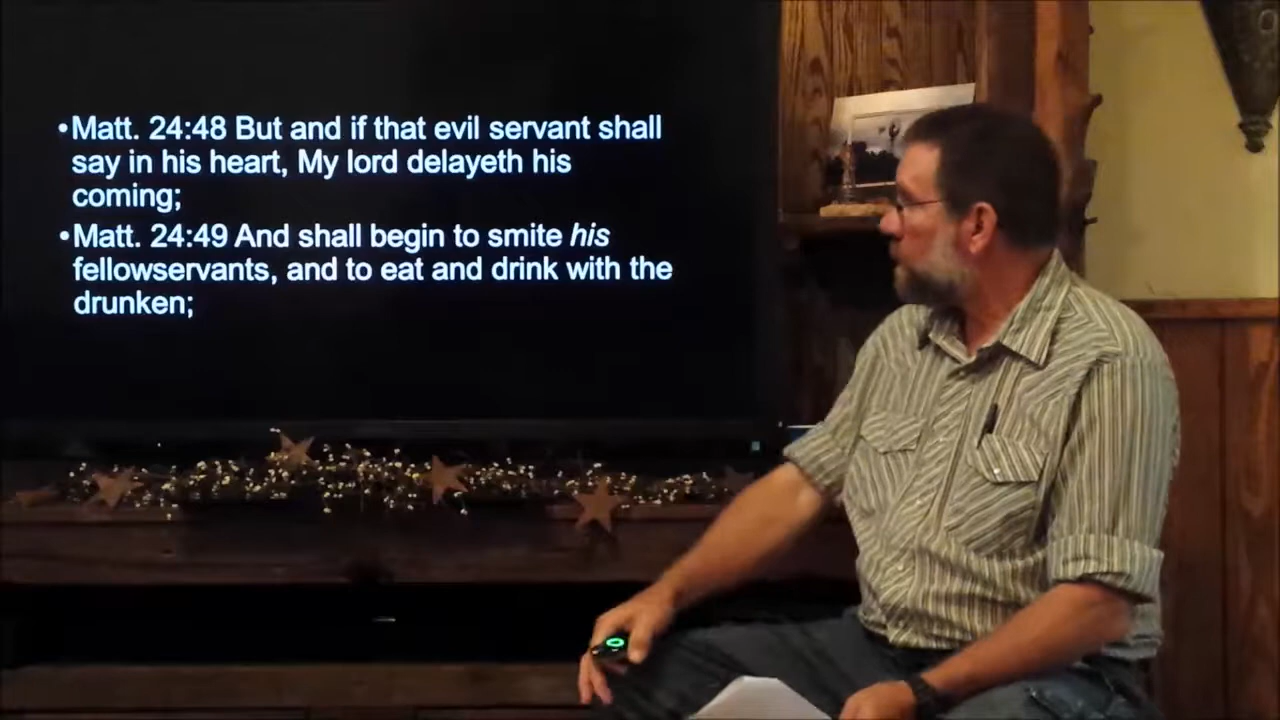 •Matt. 24:48 But and if that evil servant shall
say in his heart, My lord delayeth his
coming;
•Matt. 24:49 And shall begin to smite his
fellowservants, and to eat and drink with the
drunken;